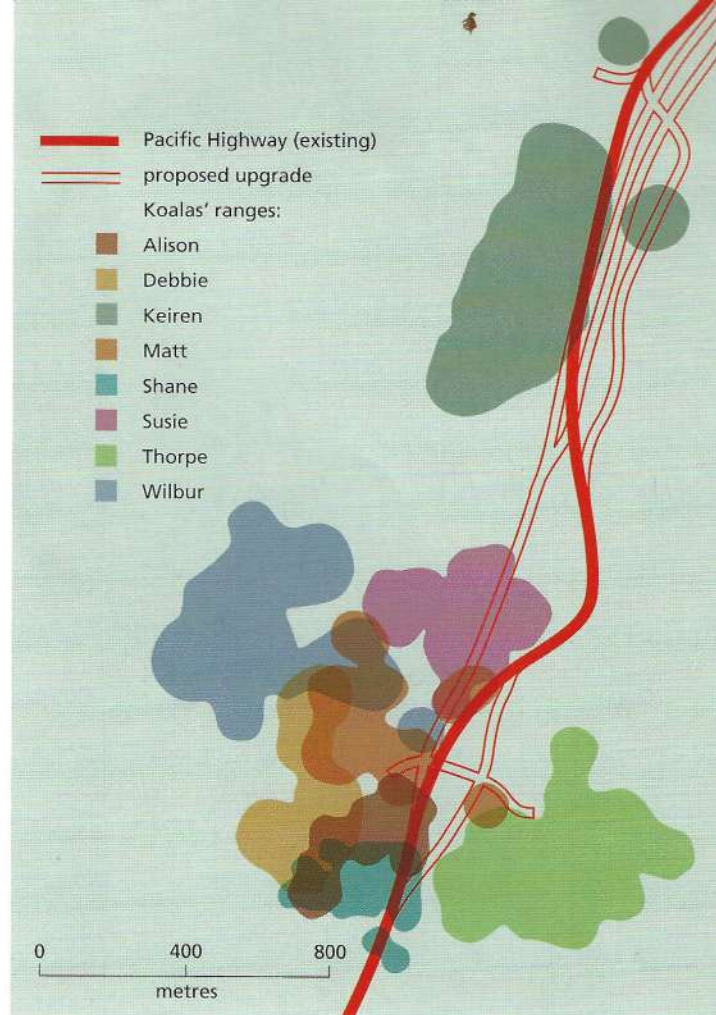 Pacific Highway (existing)
proposed upgrade
Koalas' ranges:
Alison
Debbie
Keiren
Matt
Shane
Susie
Thorpe
Wilbur
0 400 800
metres